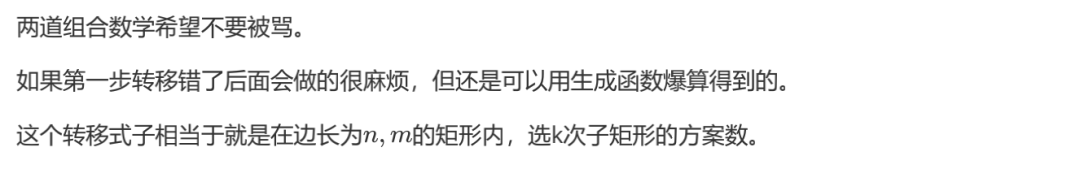 两道组合数学希望不要被骂。
如果第一步转移错了后面会做的很麻烦，但还是可以用生成函数爆算得到的。
这个转移式子相当于就是在边长为n, m的矩形内，选k次子矩形的方案数。